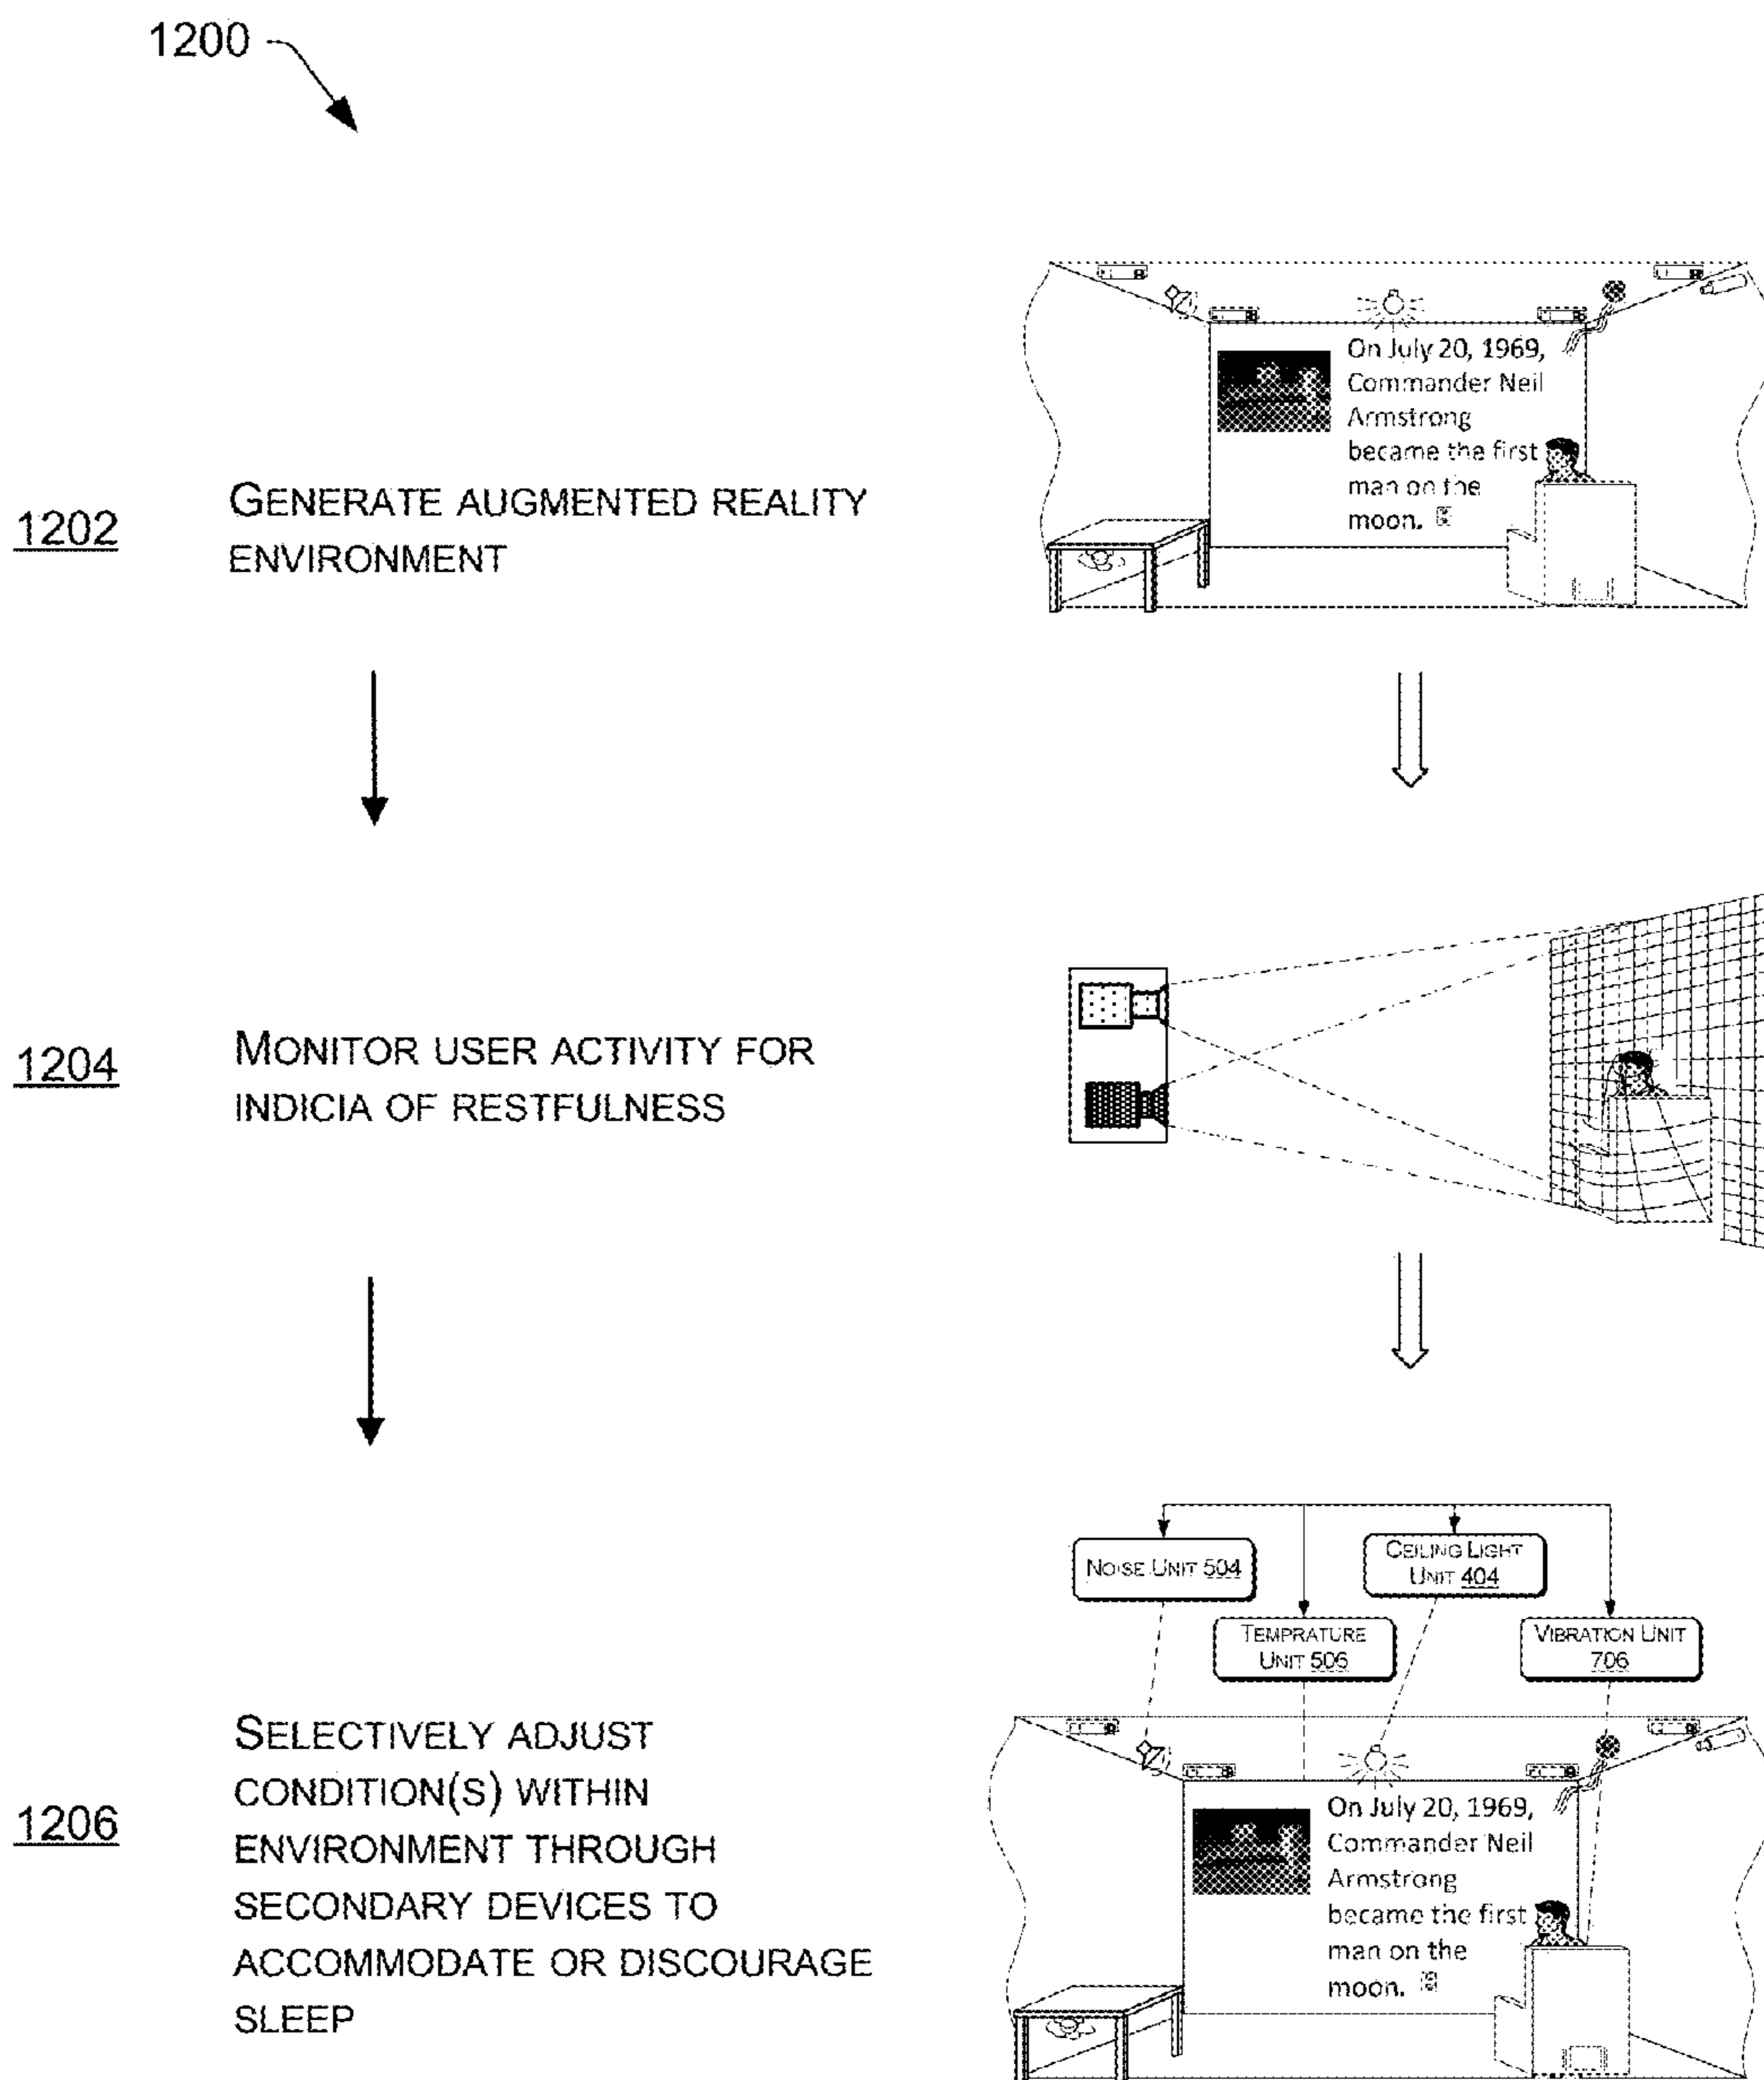 1200
On July 20, 1969,
Commander Neil
Armstrong
became the first
man on the
moon.
1202
GENERATE AUGMENTED REALITY
ENVIRONMENT
1204
MONITOR USER ACTIVITY FOR
INDICIA OF RESTFULNESS
NOISE UNIT 504
CEILING LIGHT
UNIT 404
TEMPRATURE
UNIT 506
VIBRATION UNIT
706
1206
SELECTIVELY ADJUST
CONDITION(S) WITHIN
ENVIRONMENT THROUGH
SECONDARY DEVICES TO
ACCOMMODATE OR DISCOURAGE
SLEEP
On July 20, 1969,
Commander Neil
Armstrong
became the first
man on the
moon.